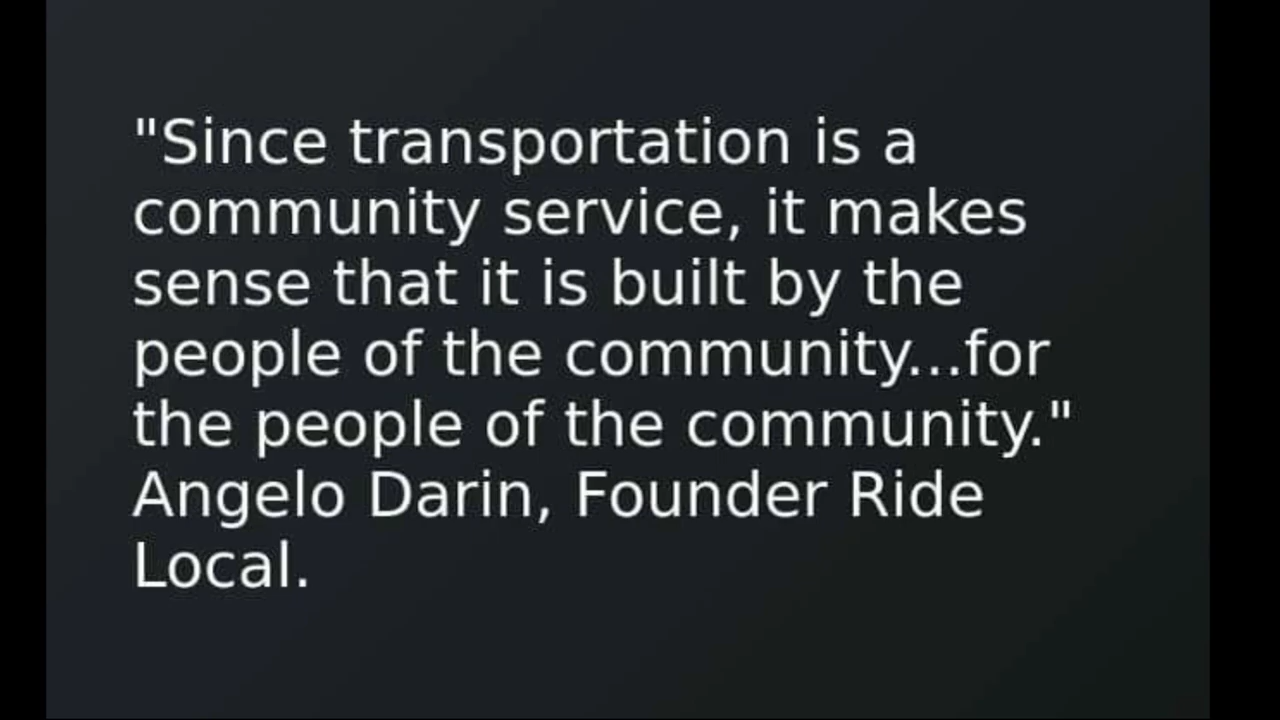 "Since transportation is a
community service, it makes
sense that it is built by the
people of the community...for
the people of the community."
Angelo Darin, Founder Ride
Local.